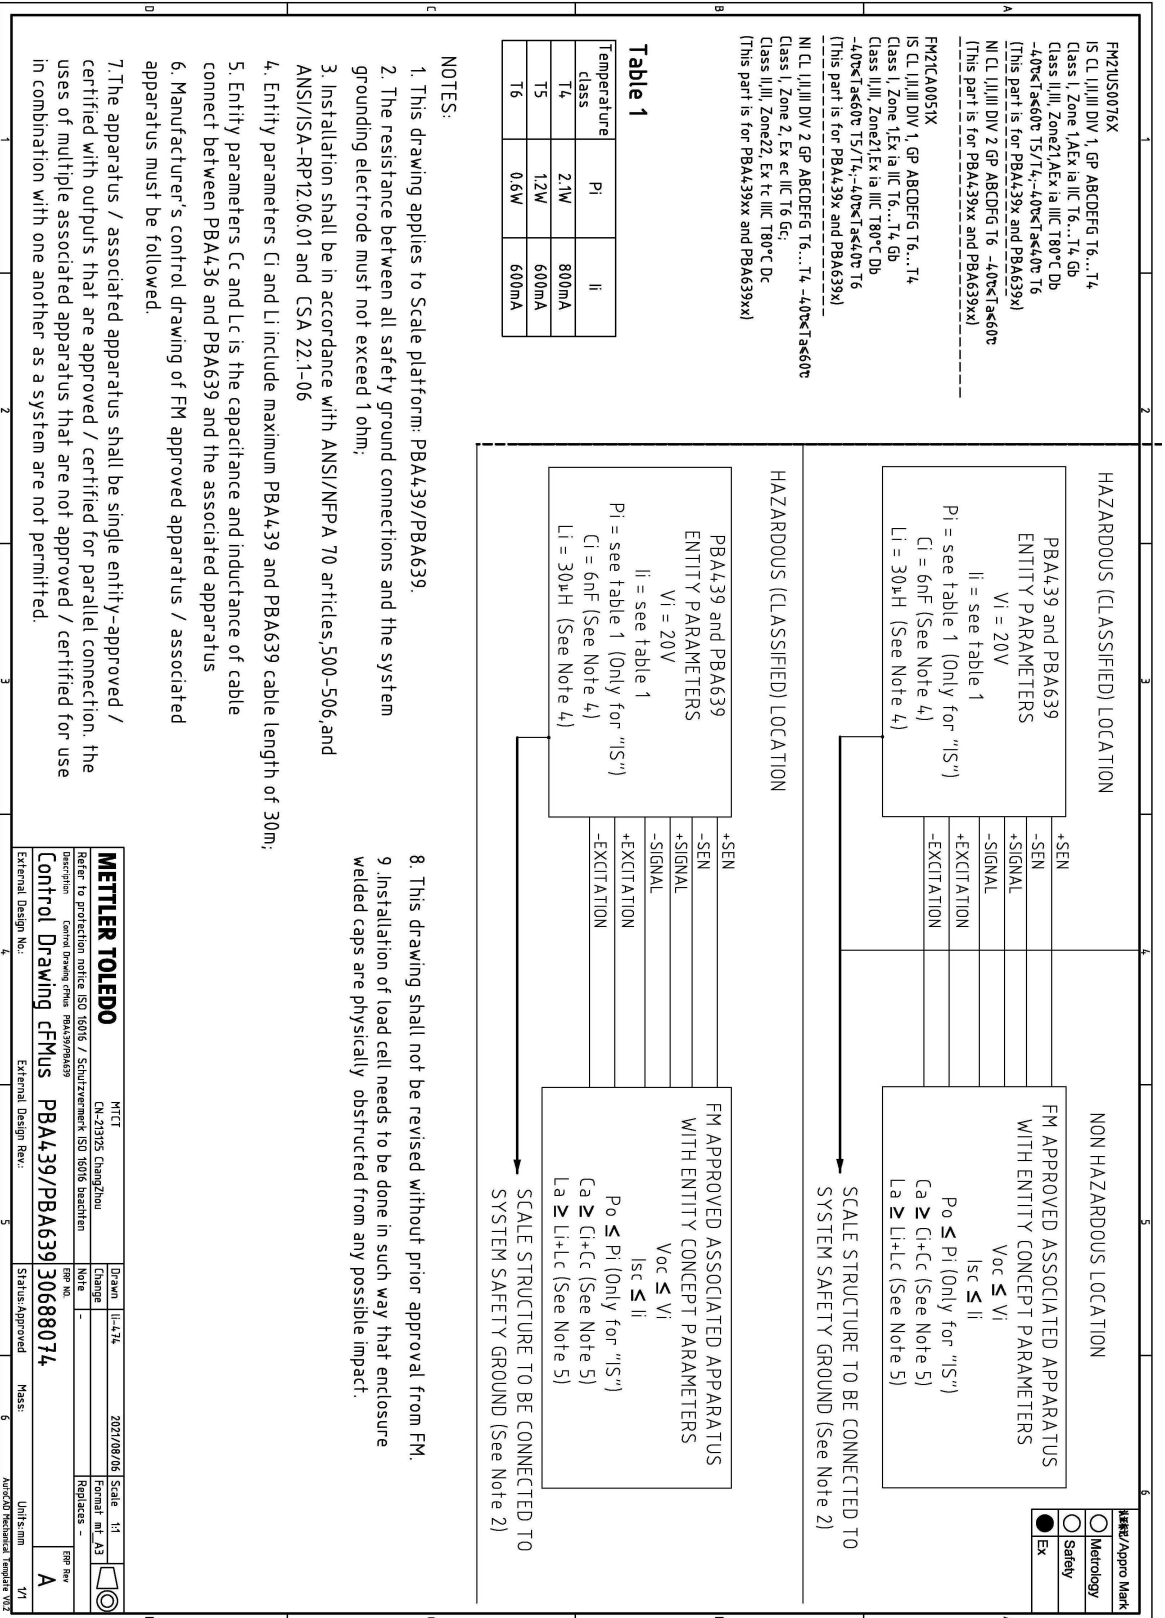 FM21US0076X
IS CL I,II,III DIV 1, GP ABCDEFG T6...T4
Class I, Zone 1,AEx ia IIC T6...T4 Gb
Class II,III, Zone21,AEx ia IIIC T80°C Db
-40℃≤Ta≤60℃ T5/T4;-40℃≤Ta≤40℃ T6
(This part is for PBA439x and PBA639x)
NI CL I,II,III DIV 2 GP ABCDFG T6 -40℃≤Ta≤60℃
(This part is for PBA439xx and PBA639xx)
FM21CA0051X
IS CL I,II,III DIV 1, GP ABCDEFG T6...T4
Class I, Zone 1,Ex ia IIC T6...T4 Gb
Class II,III, Zone21,Ex ia IIIC T80°C Db
-40℃≤Ta≤60℃ T5/T4;-40℃≤Ta≤40℃ T6
(This part is for PBA439x and PBA639x)
NI CL I,II,III DIV 2 GP ABCDEFG T6...T4 -40℃≤Ta≤60℃
Class I, Zone 2, Ex ec IIC T6 Gc;
Class II,III, Zone22, Ex tc IIIC T80°C Dc
(This part is for PBA439xx and PBA639xx)
Table 1
Temperature class Pi Ii
T4 2.1W 800mA
T5 1.2W 600mA
T6 0.6W 600mA
HAZARDOUS (CLASSIFIED) LOCATION
NON HAZARDOUS LOCATION
PBA439 and PBA639
ENTITY PARAMETERS
Vi = 20V
Ii = see table 1
Pi = see table 1 (Only for "IS")
Ci = 6nF (See Note 4)
Li = 30μH (See Note 4)
+SEN
-SEN
+SIGNAL
-SIGNAL
+EXCITATION
-EXCITATION
FM APPROVED ASSOCIATED APPARATUS
WITH ENTITY CONCEPT PARAMETERS
Voc ≤ Vi
Isc ≤ Ii
Po ≤ Pi (Only for "IS")
Ca ≥ Ci+Cc (See Note 5)
La ≥ Li+Lc (See Note 5)
SCALE STRUCTURE TO BE CONNECTED TO
SYSTEM SAFETY GROUND (See Note 2)
HAZARDOUS (CLASSIFIED) LOCATION
PBA439 and PBA639
ENTITY PARAMETERS
Vi = 20V
Ii = see table 1
Pi = see table 1 (Only for "IS")
Ci = 6nF (See Note 4)
Li = 30μH (See Note 4)
+SEN
-SEN
+SIGNAL
-SIGNAL
+EXCITATION
-EXCITATION
FM APPROVED ASSOCIATED APPARATUS
WITH ENTITY CONCEPT PARAMETERS
Voc ≤ Vi
Isc ≤ Ii
Po ≤ Pi (Only for "IS")
Ca ≥ Ci+Cc (See Note 5)
La ≥ Li+Lc (See Note 5)
SCALE STRUCTURE TO BE CONNECTED TO
SYSTEM SAFETY GROUND (See Note 2)
/Appro Mark
Metrology
Safety
Ex
NOTES:
1. This drawing applies to Scale platform: PBA439/PBA639.
2. The resistance between all safety ground connections and the system
grounding electrode must not exceed 1 ohm;
3. Installation shall be in accordance with ANSI/NFPA 70 articles,500-506,and
ANSI/ISA-RP12.06.01 and CSA 22.1-06
4. Entity parameters Ci and Li include maximum PBA439 and PBA639 cable length of 30m;
5. Entity parameters Cc and Lc is the capacitance and inductance of cable
connect between PBA436 and PBA639 and the associated apparatus
6. Manufacturer's control drawing of FM approved apparatus / associated
apparatus must be followed.
7.The apparatus / associated apparatus shall be single entity-approved /
certified with outputs that are approved / certified for parallel connection. the
uses of multiple associated apparatus that are not approved / certified for use
in combination with one another as a system are not permitted.
8. This drawing shall not be revised without prior approval from FM.
9 .Installation of load cell needs to be done in such way that enclosure
welded caps are physically obstructed from any possible impact.
METTLER TOLEDO
MTCT
CN-213125 ChangZhou
Refer to protection notice ISO 16016 / Schutzvermerk ISO 16016 beachten
Description Control Drawing cFMus PBA439/PBA639
Control Drawing cFMus PBA439/PBA639
Drawn li-474 2021/08/06 Scale 1:1
Change Format mt_A3
Note - Replaces -
ERP NO. 30688074
ERP Rev A
External Design No.: External Design Rev.: Status:Approved Mass: Units:mm 1/1
AutoCAD Mechanical Template V0.2
1 2 3 4 5 6
A B C D